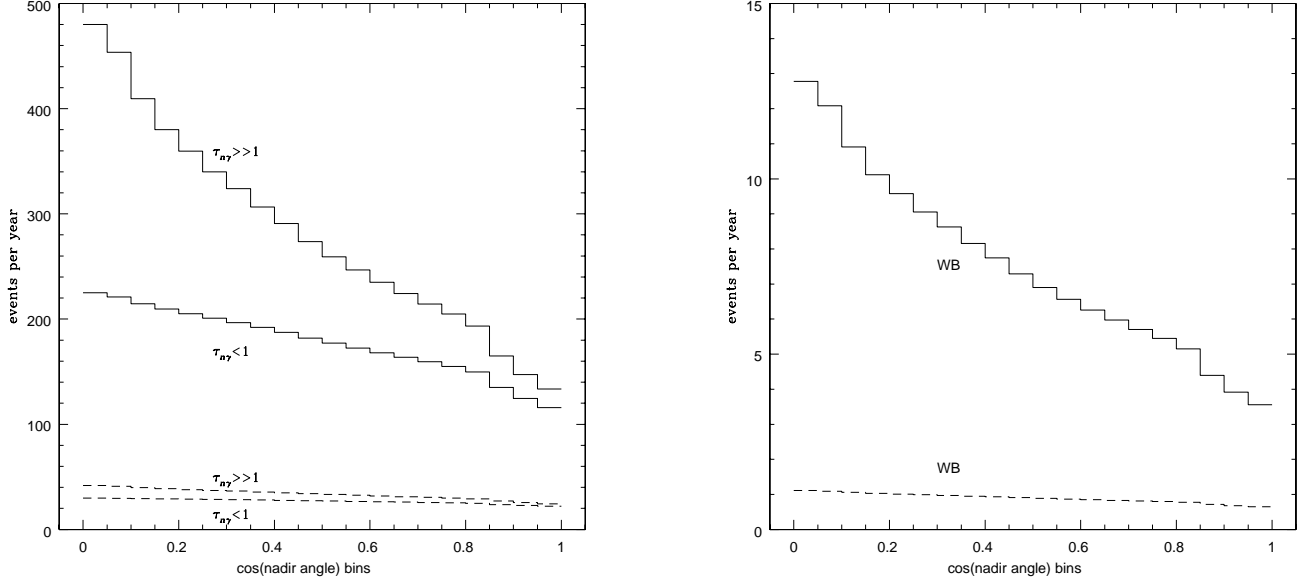 500
400
300
200
100
0
events per year
τnγ>>1
τnγ<1
τnγ>>1
τnγ<1
0 0.2 0.4 0.6 0.8 1
cos(nadir angle) bins
15
10
5
0
events per year
WB
WB
0 0.2 0.4 0.6 0.8 1
cos(nadir angle) bins